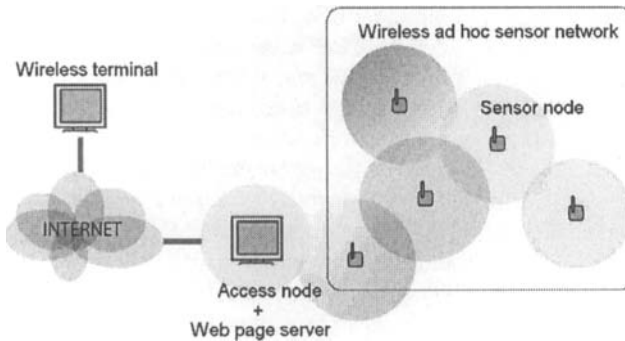 Wireless ad hoc sensor network
Wireless terminal
Sensor node
INTERNET
Access node
+
Web page server